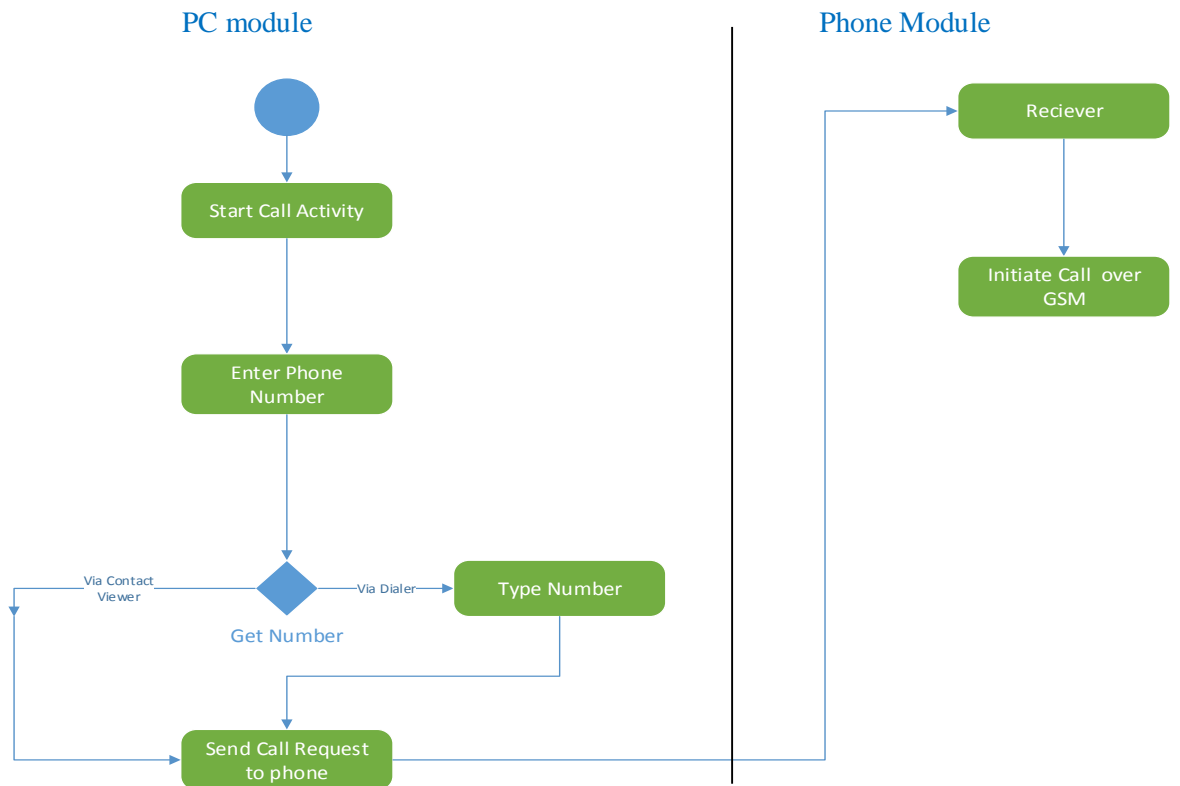 PC module
Phone Module
Reciever
Start Call Activity
Initiate Call over
GSM
Enter Phone
Number
Via Contact
Viewer
Via Dialer
Type Number
Get Number
Send Call Request
to phone